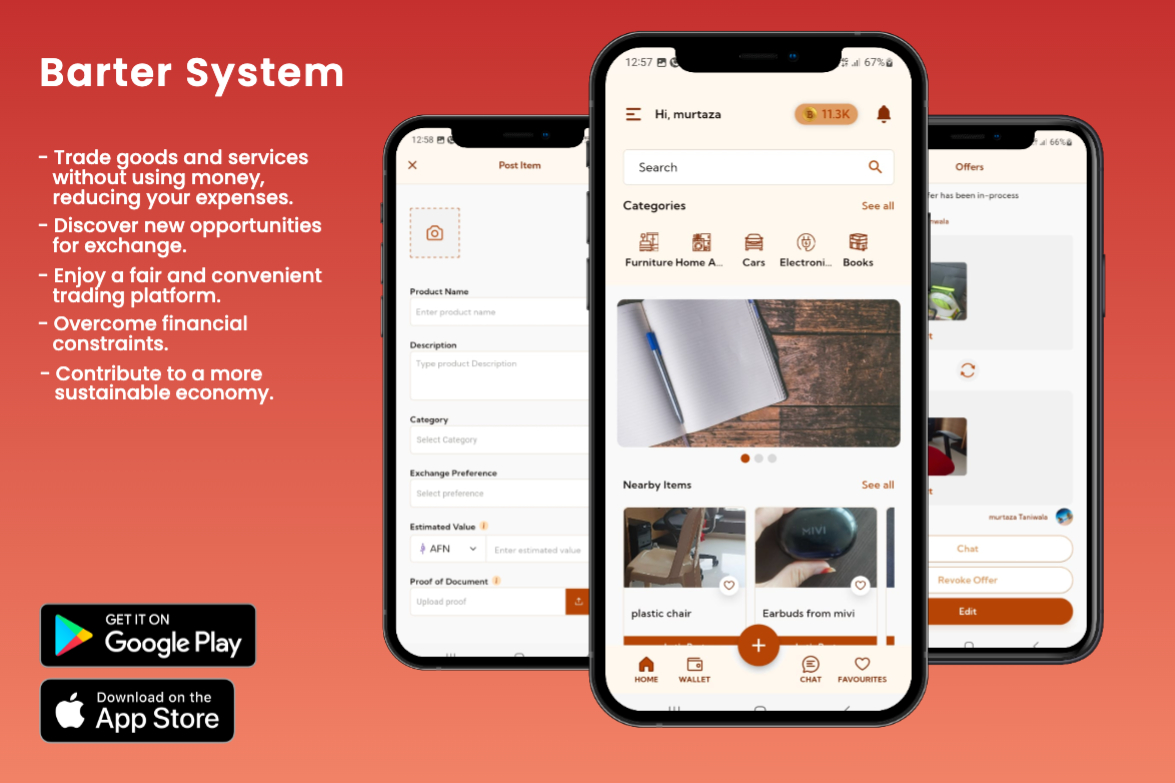 Barter System
- Trade goods and services
without using money,
reducing your expenses.
- Discover new opportunities
for exchange.
- Enjoy a fair and convenient
trading platform.
- Overcome financial
constraints.
- Contribute to a more
sustainable economy.
GET IT ON
Google Play
Download on the
App Store
12:58
Post Item
Product Name
Enter product name
Description
Type product Description
Category
Select Category
Exchange Preference
Select preference
Estimated Value
AFN
Enter estimated value
Proof of Document
Upload proof
12:57 67%
Hi, murtaza
11.3K
Search
Categories See all
Furniture Home A... Cars Electroni... Books
Nearby Items See all
MIVI
plastic chair Earbuds from mivi
HOME WALLET CHAT FAVOURITES
66%
Offers
has been in-process
murtaza Taniwala
Chat
Revoke Offer
Edit